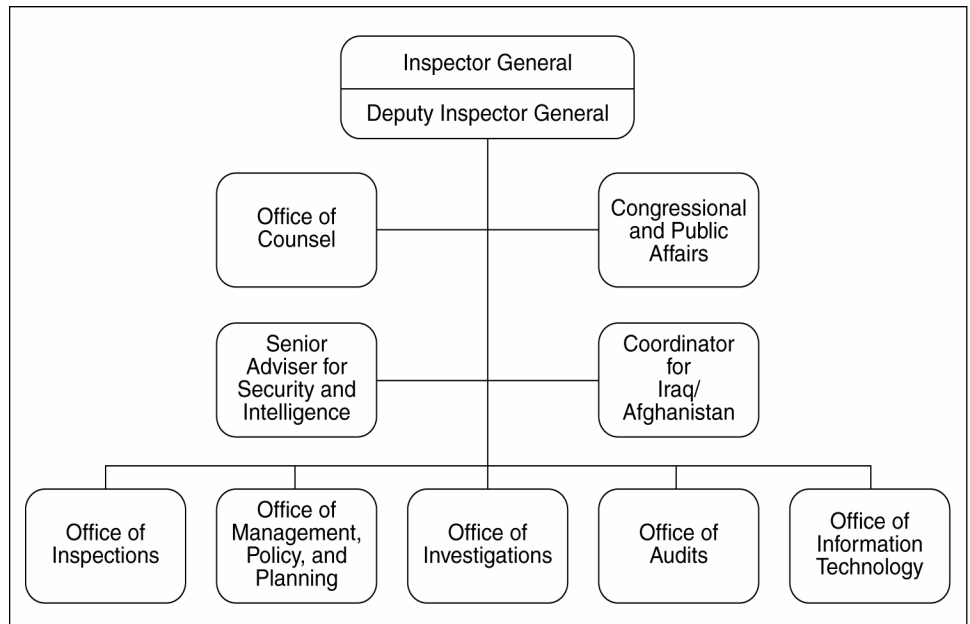 Inspector General
Deputy Inspector General
Office of
Counsel
Congressional
and Public
Affairs
Senior
Adviser for
Security and
Intelligence
Coordinator
for
Iraq/
Afghanistan
Office of
Inspections
Office of
Management,
Policy, and
Planning
Office of
Investigations
Office of
Audits
Office of
Information
Technology